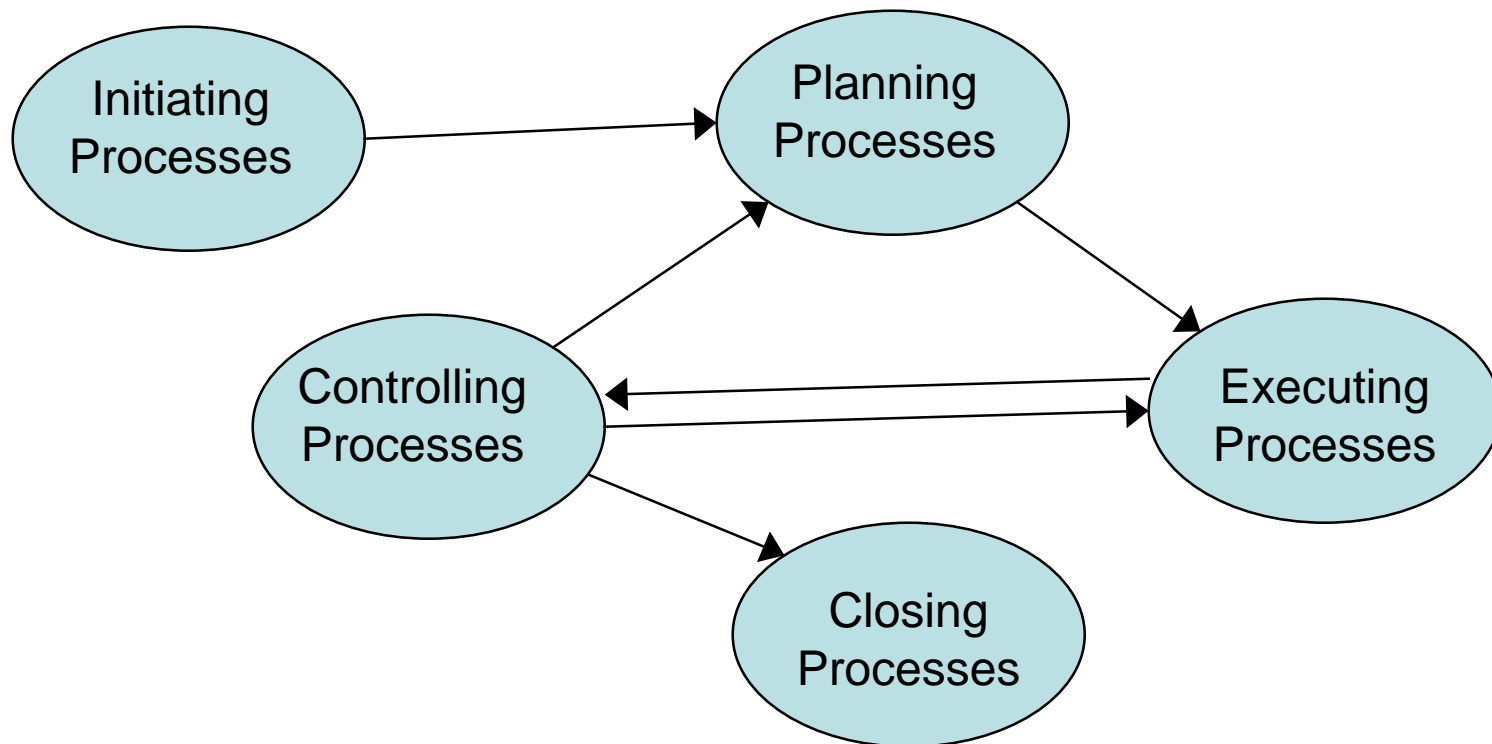 Initiating
Processes
Planning
Processes
Controlling
Processes
Executing
Processes
Closing
Processes